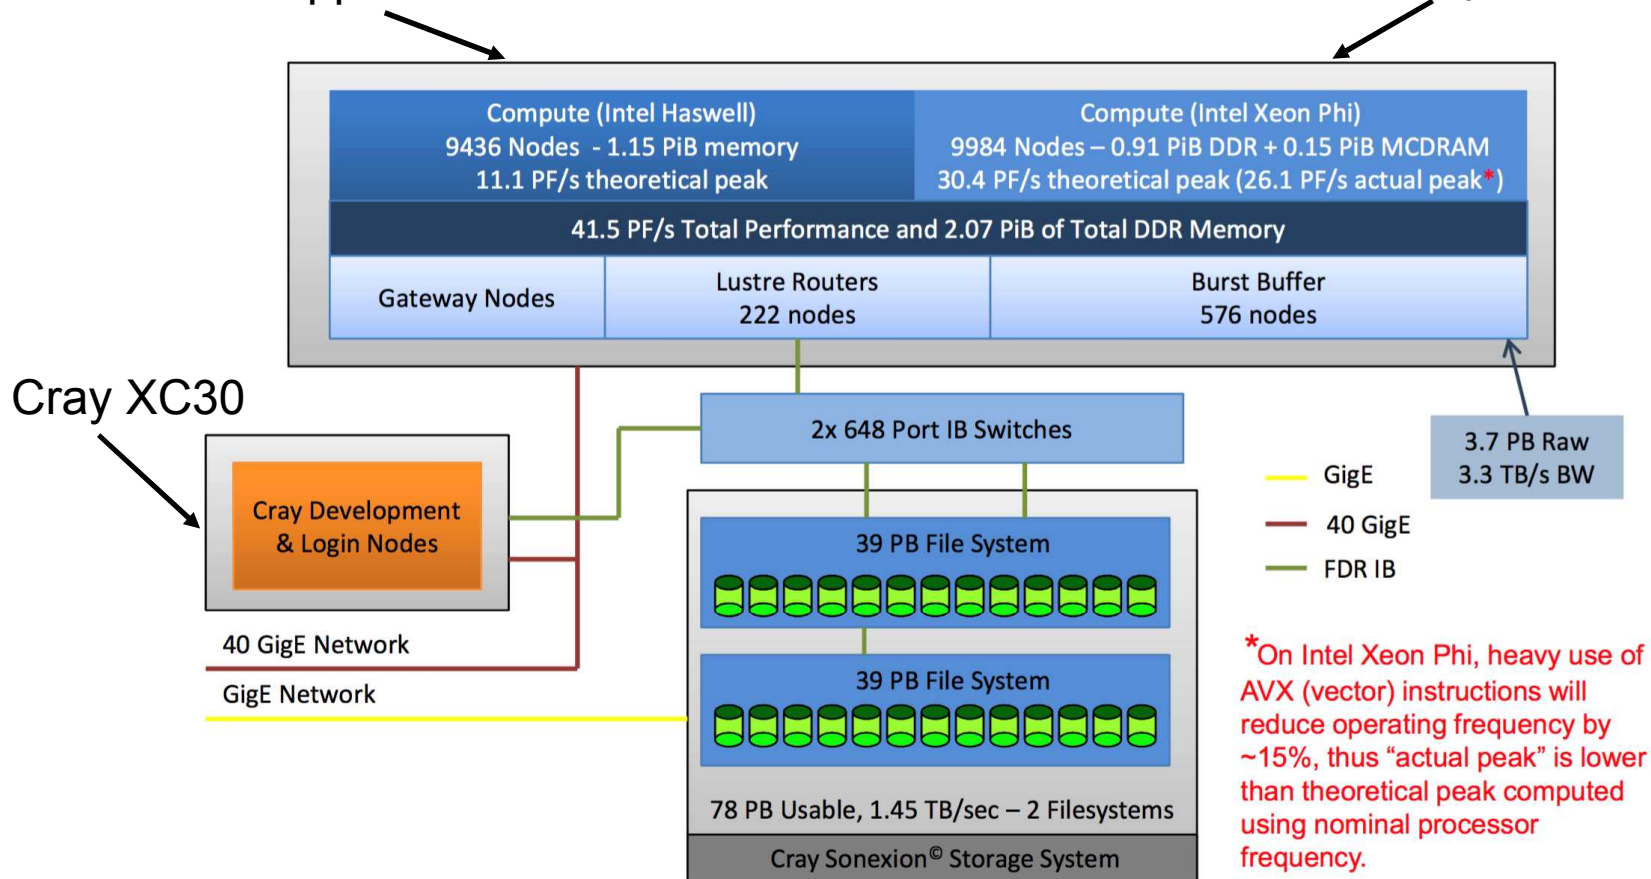 Compute (Intel Haswell)
9436 Nodes - 1.15 PiB memory
11.1 PF/s theoretical peak
Compute (Intel Xeon Phi)
9984 Nodes – 0.91 PiB DDR + 0.15 PiB MCDRAM
30.4 PF/s theoretical peak (26.1 PF/s actual peak*)
41.5 PF/s Total Performance and 2.07 PiB of Total DDR Memory
Gateway Nodes
Lustre Routers
222 nodes
Burst Buffer
576 nodes
Cray XC30
2x 648 Port IB Switches
3.7 PB Raw
3.3 TB/s BW
Cray Development
& Login Nodes
GigE
40 GigE
FDR IB
39 PB File System
40 GigE Network
GigE Network
39 PB File System
78 PB Usable, 1.45 TB/sec – 2 Filesystems
Cray Sonexion© Storage System
*On Intel Xeon Phi, heavy use of
AVX (vector) instructions will
reduce operating frequency by
~15%, thus “actual peak” is lower
than theoretical peak computed
using nominal processor
frequency.